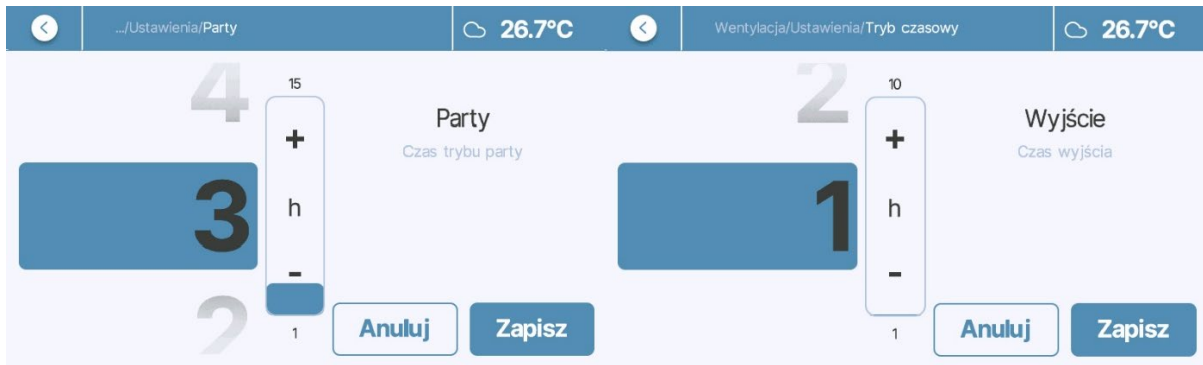 .../Ustawienia/Party
26.7°C
4
15
+
3
h
-
2
1
Party
Czas trybu party
Anuluj
Zapisz
Wentylacja/Ustawienia/Tryb czasowy
26.7°C
2
10
+
1
h
-
1
Wyjście
Czas wyjścia
Anuluj
Zapisz